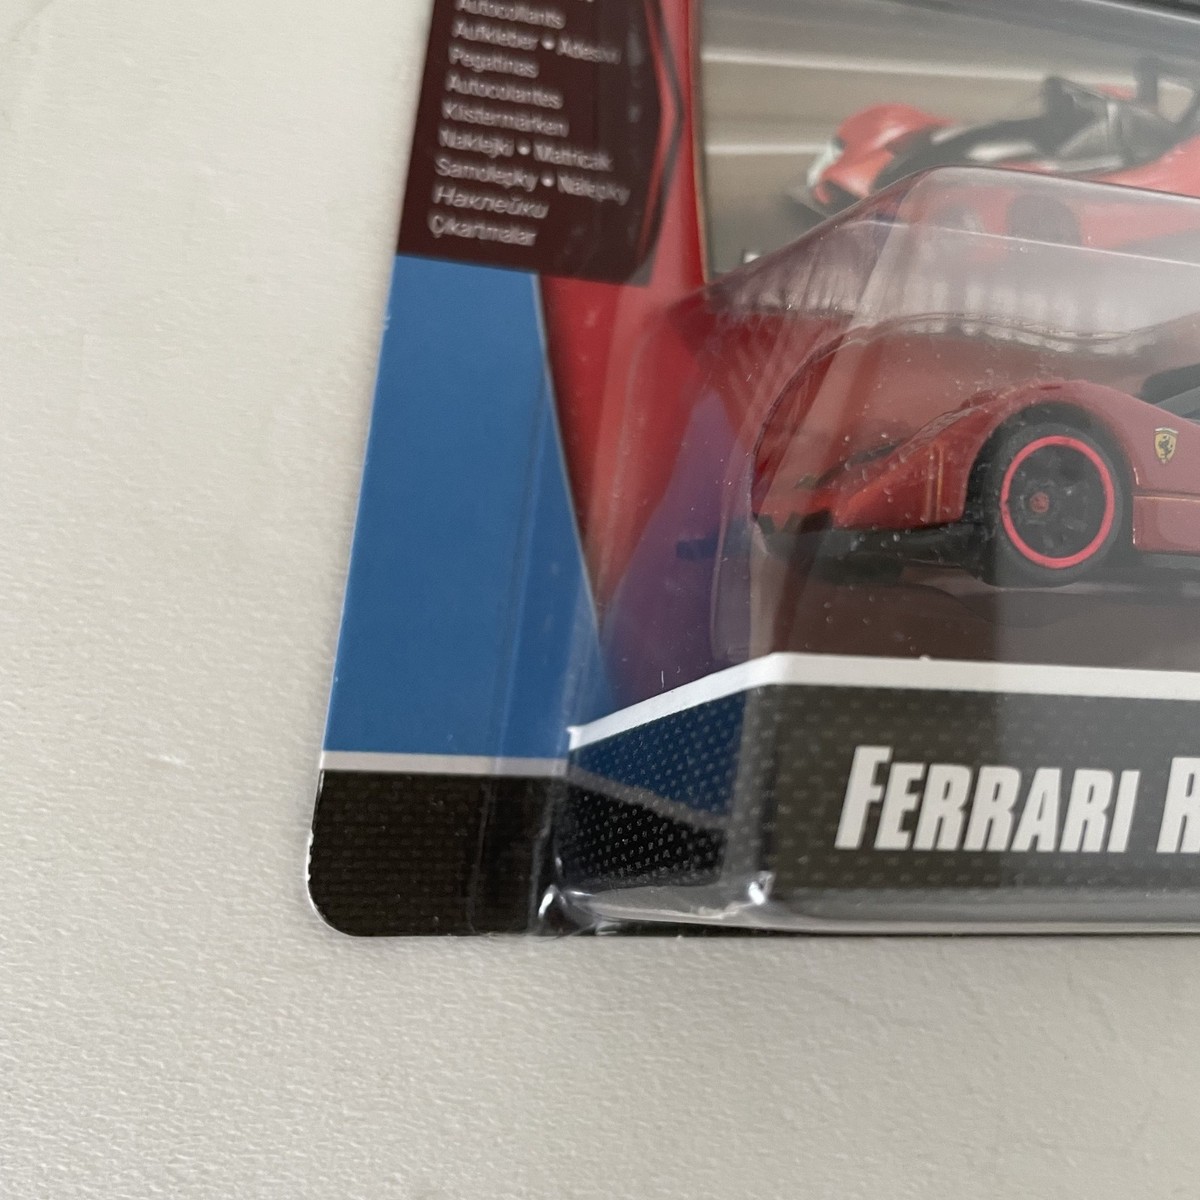 Autocollants
Aufkleber • Adesivi
Pegatinas
Autocolantes
Klistermärken
Naklejki • Matricák
Samolepky • Nálepky
Наклейки
Çıkartmalar
FERRARI R